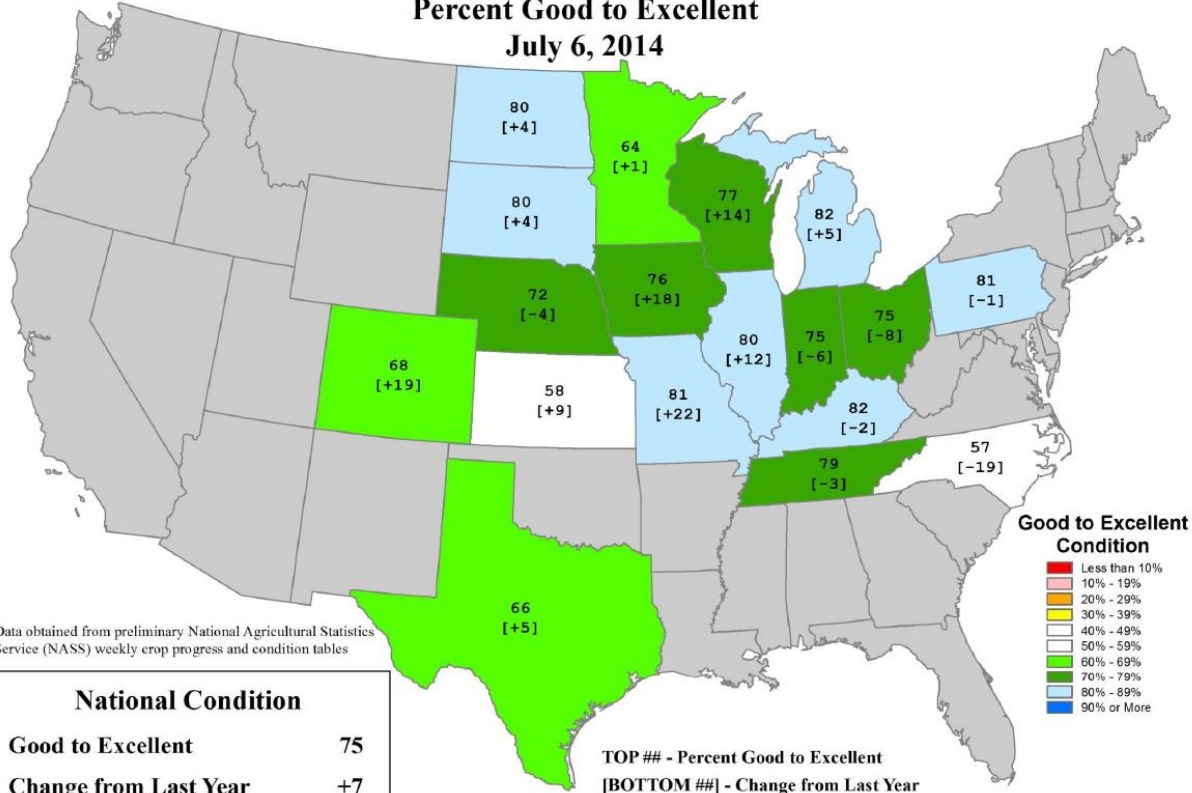 Percent Good to Excellent
July 6, 2014
80
[+4]
64
[+1]
77
[+14]
80
[+4]
82
[+5]
72
[-4]
76
[+18]
81
[-1]
80
[+12]
75
[-6]
75
[-8]
68
[+19]
58
[+9]
81
[+22]
82
[-2]
79
[-3]
57
[-19]
66
[+5]
Good to Excellent
Condition
Less than 10%
10% - 19%
20% - 29%
30% - 39%
40% - 49%
50% - 59%
60% - 69%
70% - 79%
80% - 89%
90% or More
Data obtained from preliminary National Agricultural Statistics
Service (NASS) weekly crop progress and condition tables
National Condition
Good to Excellent 75
Change from Last Year +7
TOP ## - Percent Good to Excellent
[BOTTOM ##] - Change from Last Year